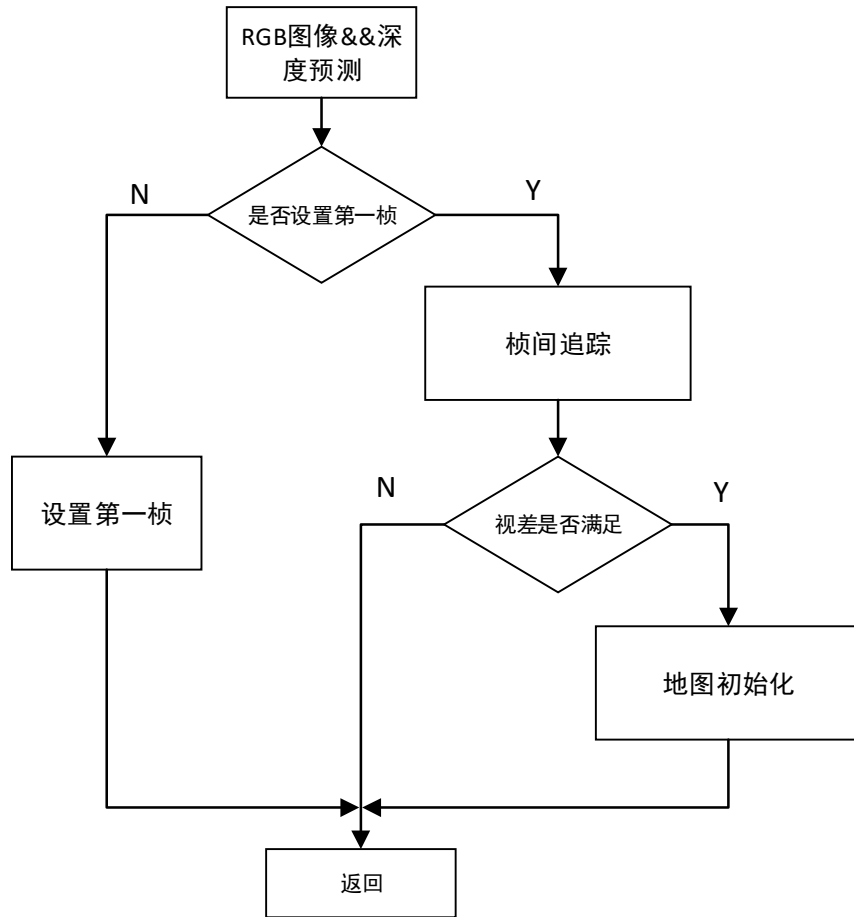 RGB图像&&深
度预测
N
Y
是否设置第一桢
桢间追踪
设置第一桢
N
Y
视差是否满足
地图初始化
返回